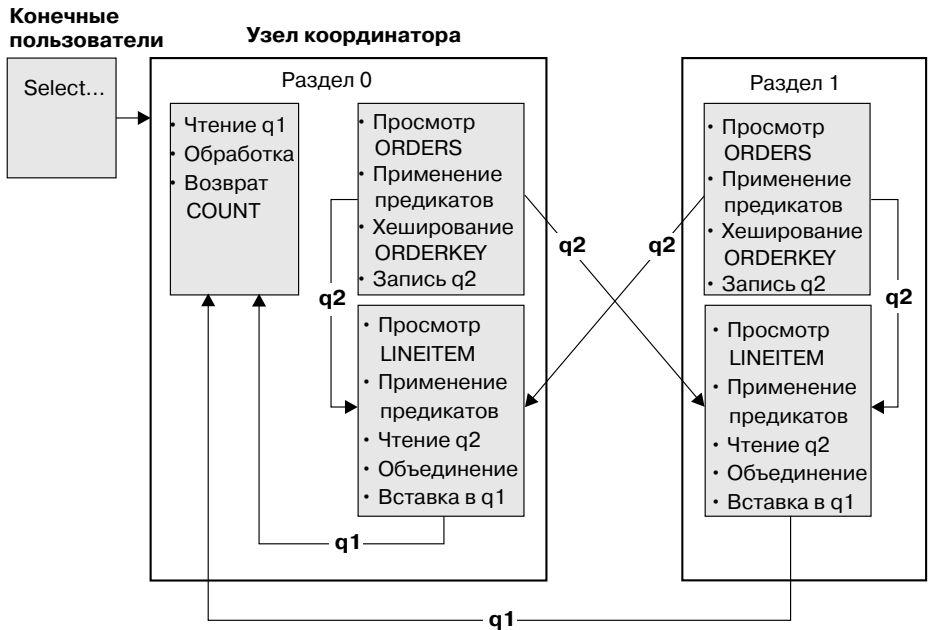 Конечные
пользователи
Узел координатора
Select...
Раздел 0
• Чтение q1
• Обработка
• Возврат
COUNT
• Просмотр
ORDERS
• Применение
предикатов
• Хеширование
ORDERKEY
• Запись q2
q2
• Просмотр
LINEITEM
• Применение
предикатов
• Чтение q2
• Объединение
• Вставка в q1
q1
q2
q2
Раздел 1
• Просмотр
ORDERS
• Применение
предикатов
• Хеширование
ORDERKEY
• Запись q2
q2
• Просмотр
LINEITEM
• Применение
предикатов
• Чтение q2
• Объединение
• Вставка в q1
q1